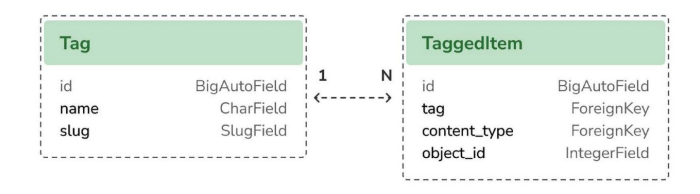 Tag
id BigAutoField
name CharField
slug SlugField
1 N
TaggedItem
id BigAutoField
tag ForeignKey
content_type ForeignKey
object_id IntegerField